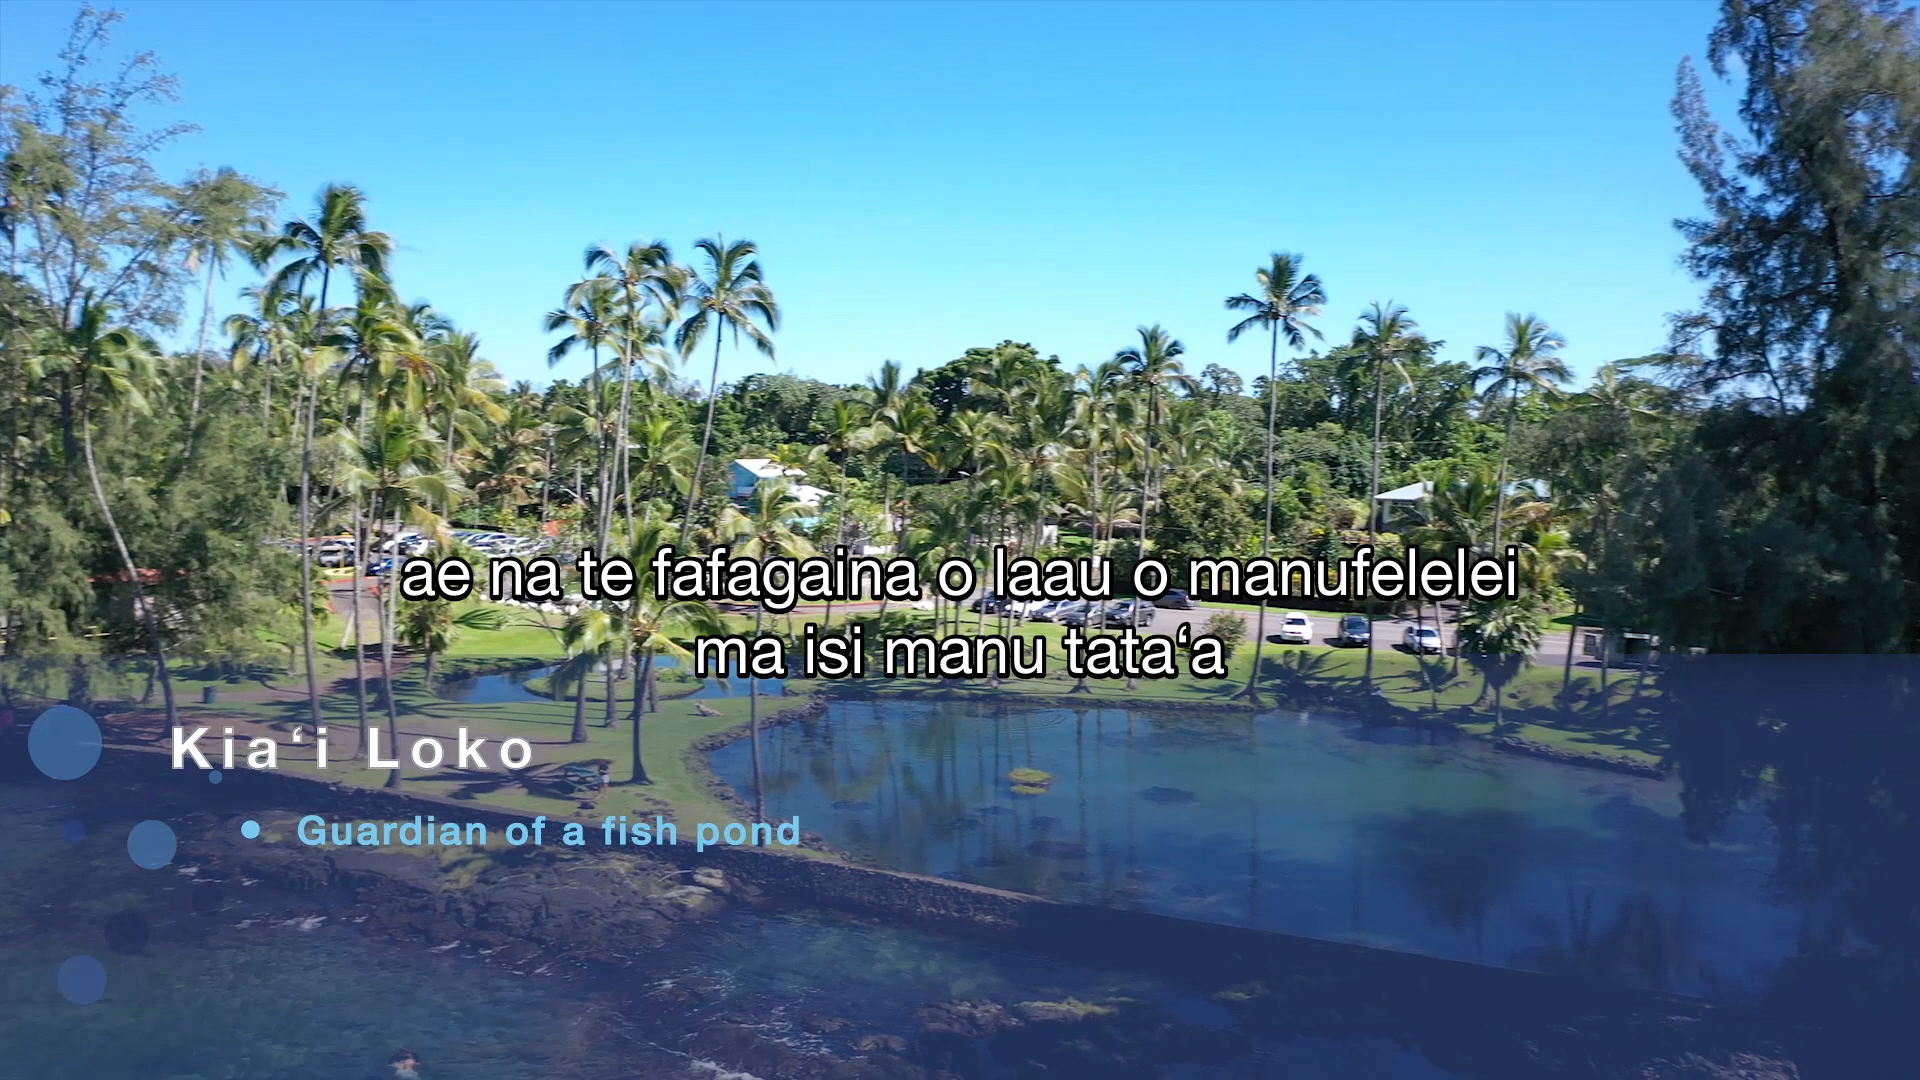 ae na te fafagaina o laau o manufelelei
ma isi manu tata‘a
Kia‘i Loko
• Guardian of a fish pond